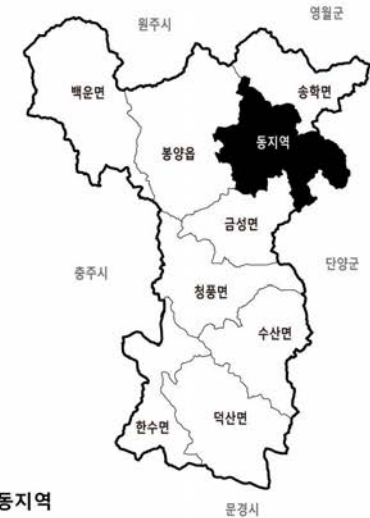 영월군
원주시
송학면
백운면
동지역
봉양읍
금성면
단양군
충주시
청풍면
수산면
덕산면
한수면
동지역
문경시